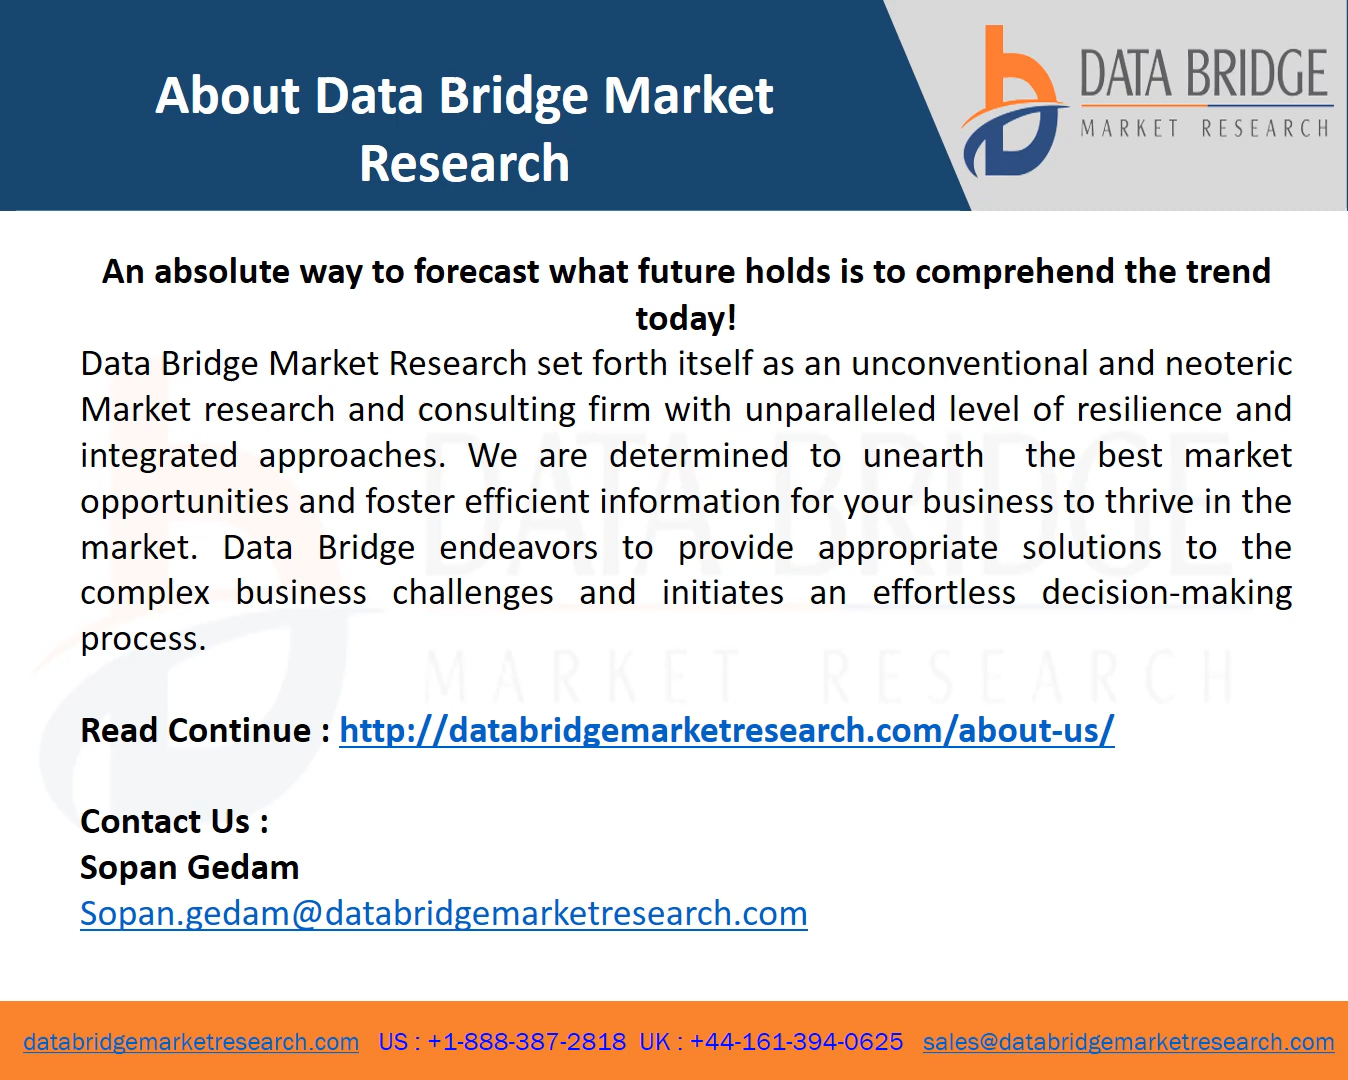 About Data Bridge Market
Research
DATA BRIDGE
MARKET RESEARCH
An absolute way to forecast what future holds is to comprehend the trend
today!
Data Bridge Market Research set forth itself as an unconventional and neoteric
Market research and consulting firm with unparalleled level of resilience and
integrated approaches. We are determined to unearth the best market
opportunities and foster efficient information for your business to thrive in the
market. Data Bridge endeavors to provide appropriate solutions to the
complex business challenges and initiates an effortless decision-making
process.
DATA BRIDGE
MARKET RESEARCH
Read Continue : http://databridgemarketresearch.com/about-us/
Contact Us :
Sopan Gedam
Sopan.gedam@databridgemarketresearch.com
databridgemarketresearch.com US : +1-888-387-2818 UK : +44-161-394-0625 sales@databridgemarketresearch.com